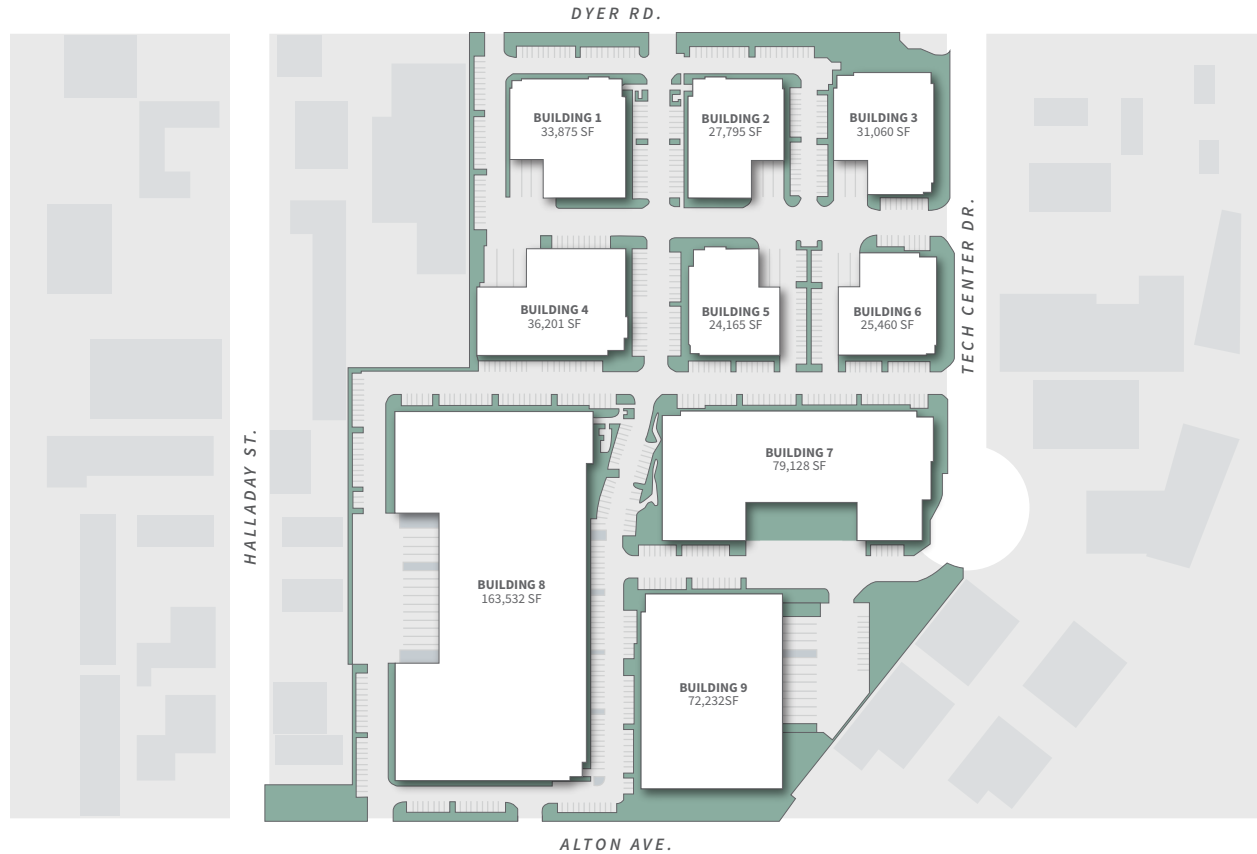 DYER RD.
BUILDING 1
33,875 SF
BUILDING 2
27,795 SF
BUILDING 3
31,060 SF
TECH CENTER DR.
BUILDING 4
36,201 SF
BUILDING 5
24,165 SF
BUILDING 6
25,460 SF
HALLADAY ST.
BUILDING 7
79,128 SF
BUILDING 8
163,532 SF
BUILDING 9
72,232SF
ALTON AVE.